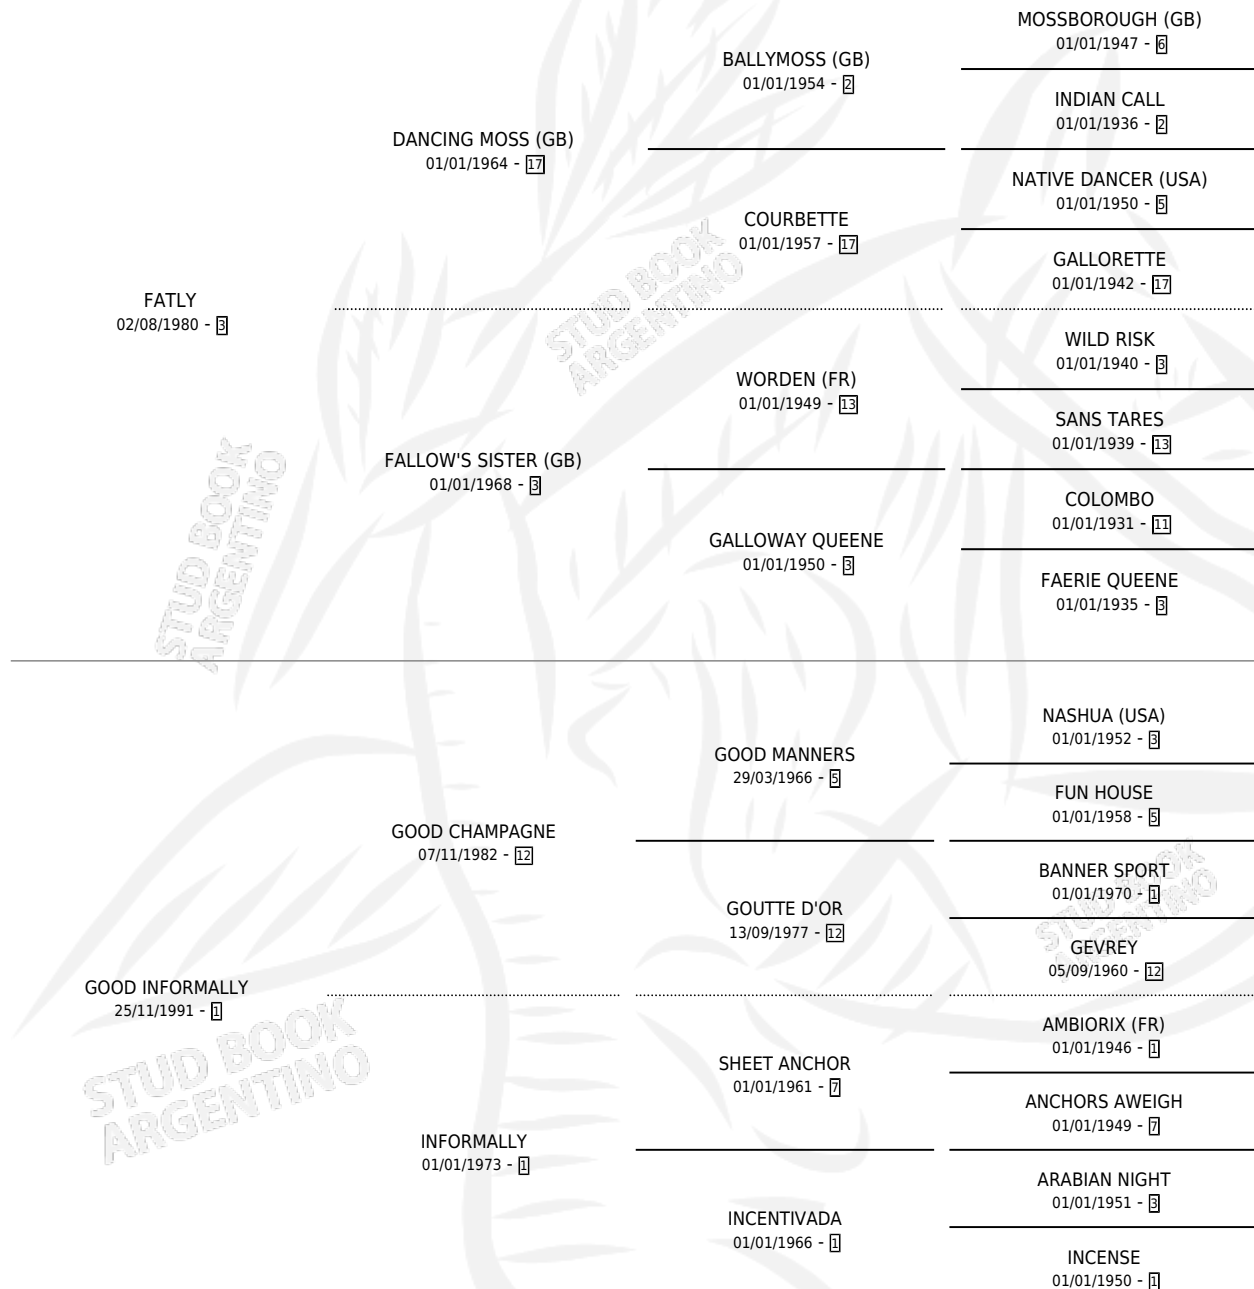 MOSSBOROUGH (GB)
01/01/1947 - 6
BALLYMOSS (GB)
01/01/1954 - 2
INDIAN CALL
01/01/1936 - 2
DANCING MOSS (GB)
01/01/1964 - 17
NATIVE DANCER (USA)
01/01/1950 - 5
COURBETTE
01/01/1957 - 17
GALLORETTE
01/01/1942 - 17
FATLY
02/08/1980 - 3
WILD RISK
01/01/1940 - 3
WORDEN (FR)
01/01/1949 - 13
SANS TARES
01/01/1939 - 13
FALLOW'S SISTER (GB)
01/01/1968 - 3
COLOMBO
01/01/1931 - 11
GALLOWAY QUEENE
01/01/1950 - 3
FAERIE QUEENE
01/01/1935 - 3
NASHUA (USA)
01/01/1952 - 3
GOOD MANNERS
29/03/1966 - 5
FUN HOUSE
01/01/1958 - 5
GOOD CHAMPAGNE
07/11/1982 - 12
BANNER SPORT
01/01/1970 - 1
GOUTTE D'OR
13/09/1977 - 12
GEVREY
05/09/1960 - 12
GOOD INFORMALLY
25/11/1991 - 1
AMBIORIX (FR)
01/01/1946 - 1
SHEET ANCHOR
01/01/1961 - 7
ANCHORS AWEIGH
01/01/1949 - 7
INFORMALLY
01/01/1973 - 1
ARABIAN NIGHT
01/01/1951 - 3
INCENTIVADA
01/01/1966 - 1
INCENSE
01/01/1950 - 1
STUD BOOK
ARGENTINO
STUD BOOK
ARGENTINO
STUD BOOK
ARGENTINO
STUD BOOK
ARGENTINO